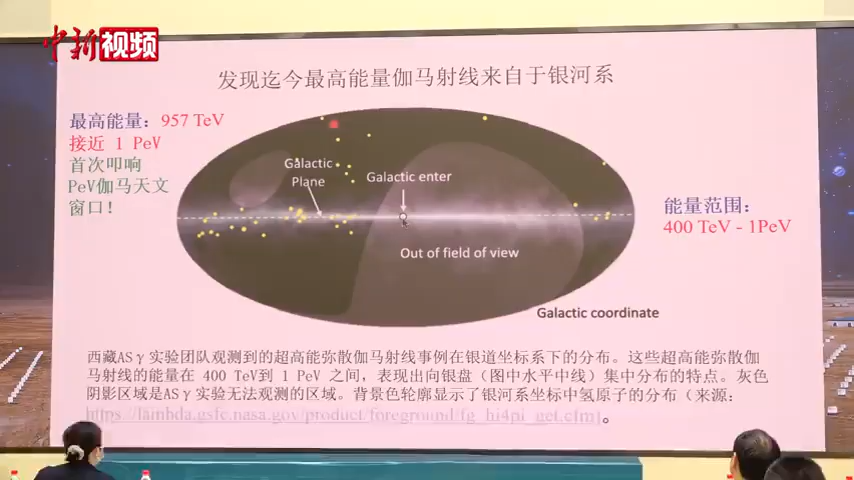 中新视频
发现迄今最高能量伽马射线来自于银河系
最高能量：957 TeV
接近 1 PeV
首次叩响
PeV伽马天文
窗口！
Galactic
Plane
Galactic enter
Out of field of view
Galactic coordinate
能量范围：
400 TeV - 1PeV
西藏ASγ实验团队观测到的超高能弥散伽马射线事例在银道坐标系下的分布。这些超高能弥散伽
马射线的能量在 400 TeV到 1 PeV 之间，表现出向银盘（图中水平中线）集中分布的特点。灰色
阴影区域是ASγ实验无法观测的区域。背景色轮廓显示了银河系坐标中氢原子的分布（来源：
https://lambda.gsfc.nasa.gov/product/foreground/fg_hi4pi_get.cfm）。